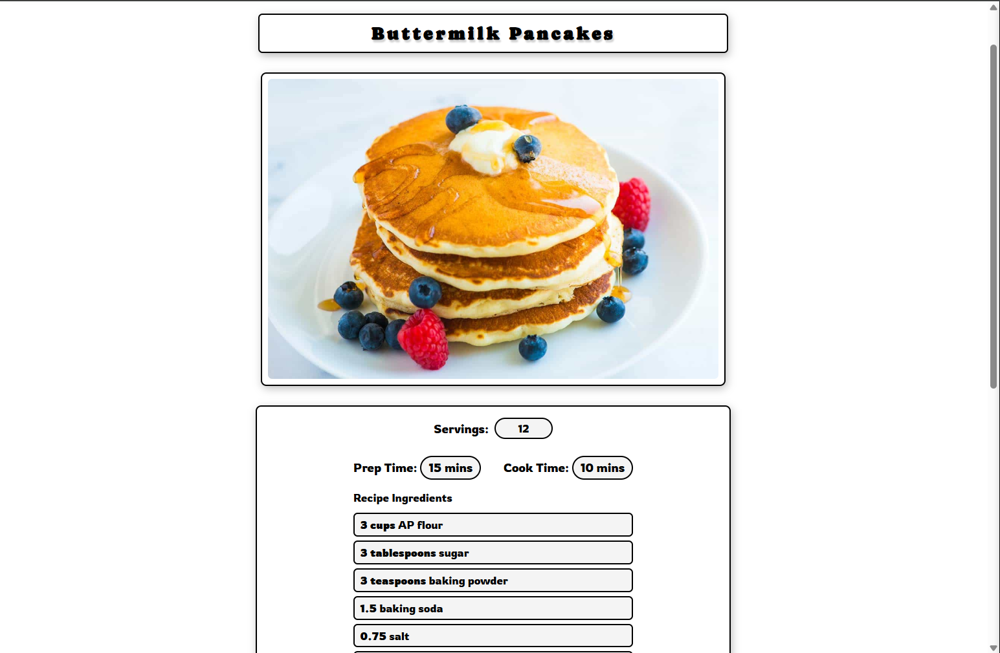 Buttermilk Pancakes
Servings: 12
Prep Time: 15 mins Cook Time: 10 mins
Recipe Ingredients
3 cups AP flour
3 tablespoons sugar
3 teaspoons baking powder
1.5 baking soda
0.75 salt